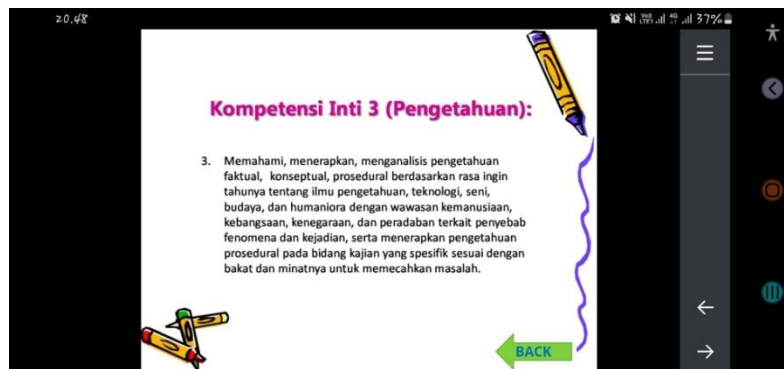 20.48
37%
Kompetensi Inti 3 (Pengetahuan):
3. Memahami, menerapkan, menganalisis pengetahuan
faktual, konseptual, prosedural berdasarkan rasa ingin
tahunya tentang ilmu pengetahuan, teknologi, seni,
budaya, dan humaniora dengan wawasan kemanusiaan,
kebangsaan, kenegaraan, dan peradaban terkait penyebab
fenomena dan kejadian, serta menerapkan pengetahuan
prosedural pada bidang kajian yang spesifik sesuai dengan
bakat dan minatnya untuk memecahkan masalah.
BACK